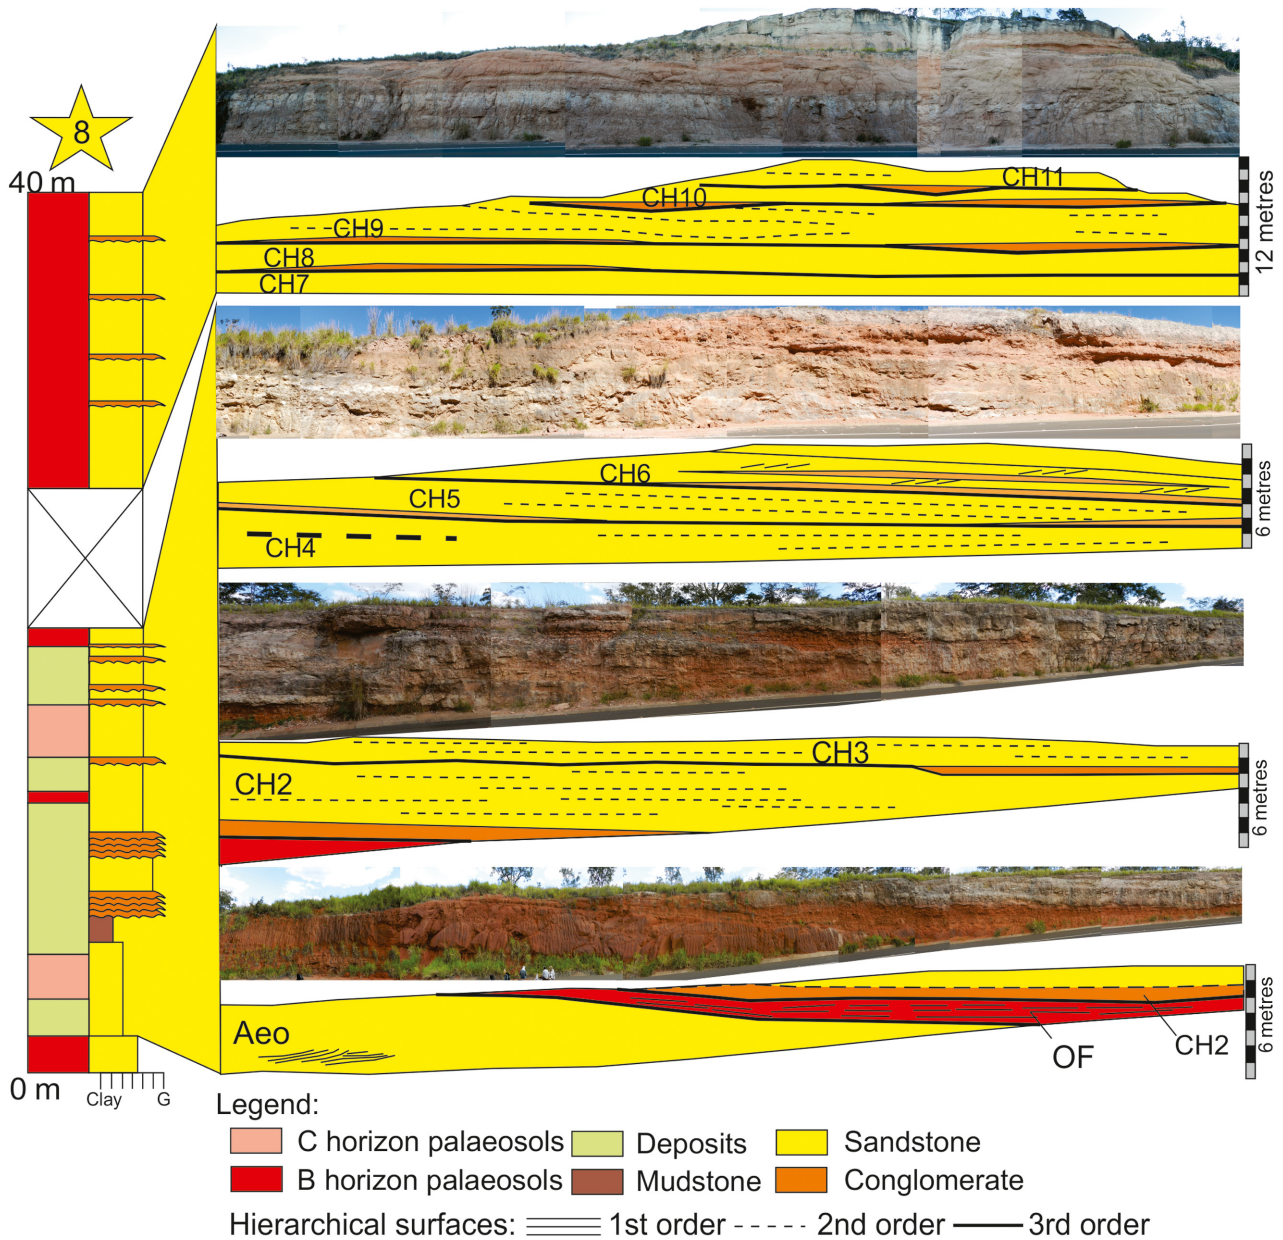 8
40 m
CH11
CH10
CH9
CH8
CH7
12 metres
CH6
CH5
CH4
6 metres
CH3
CH2
6 metres
Aeo
OF
CH2
6 metres
0 m
Clay
G
Legend:
C horizon palaeosols
Deposits
Sandstone
B horizon palaeosols
Mudstone
Conglomerate
Hierarchical surfaces: 1st order 2nd order 3rd order